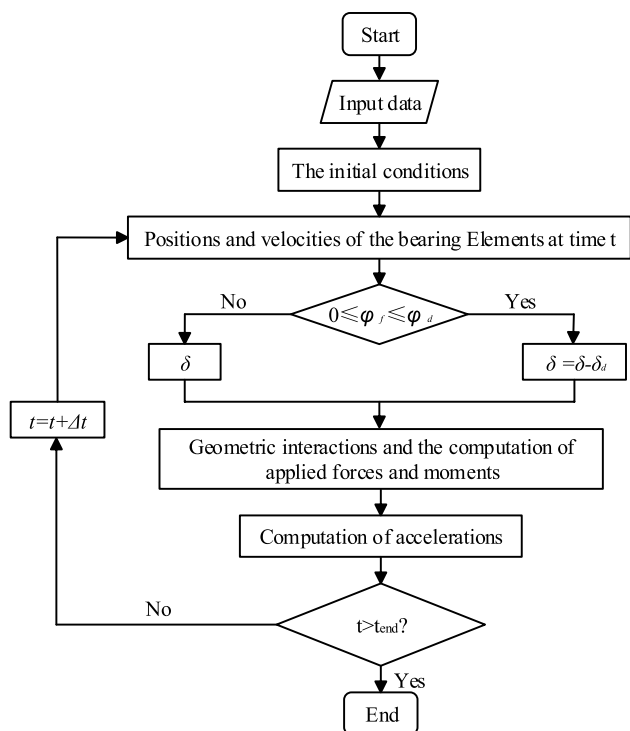 Start
Input data
The initial conditions
Positions and velocities of the bearing Elements at time t
No
0≤φf≤φd
Yes
δ
δ =δ-δd
t=t+Δt
Geometric interactions and the computation of
applied forces and moments
Computation of accelerations
No
t>tend?
Yes
End